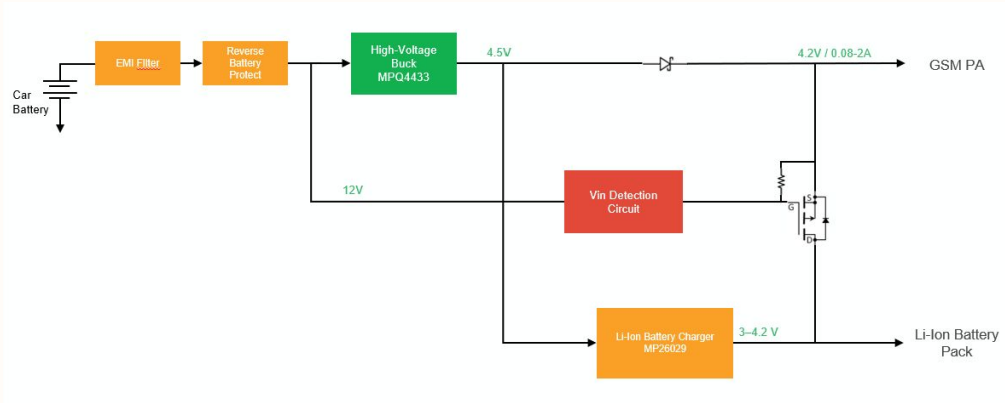 EMI Filter
Reverse
Battery
Protect
High-Voltage
Buck
MPQ4433
4.5V
4.2V / 0.08-2A
GSM PA
Car
Battery
12V
Vin Detection
Circuit
G
S
D
Li-Ion Battery Charger
MP26029
3–4.2 V
Li-Ion Battery
Pack